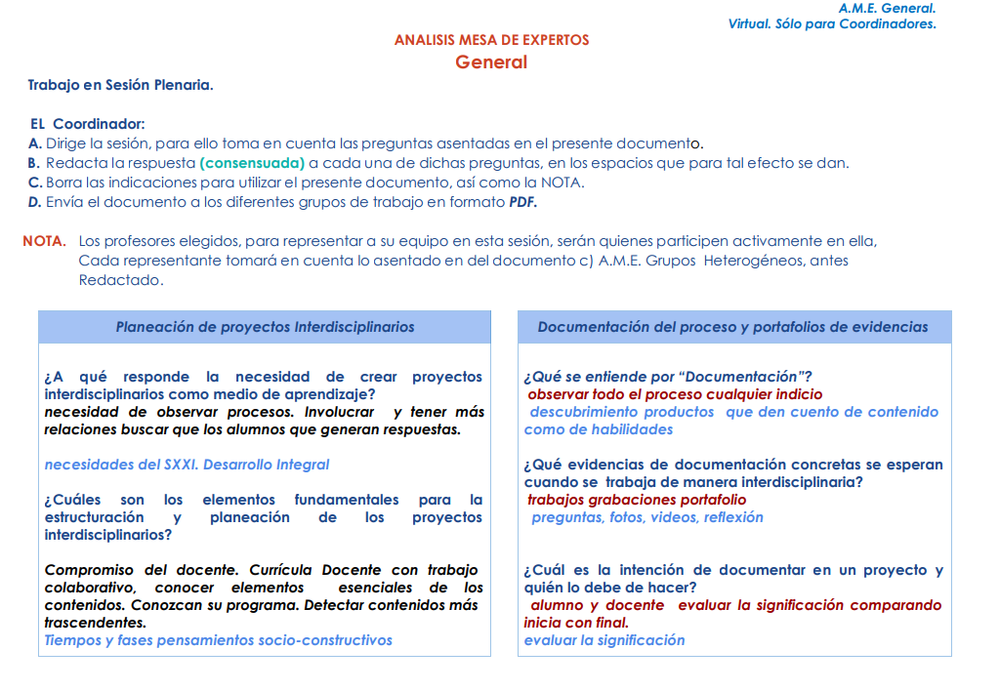 A.M.E. General.
Virtual. Sólo para Coordinadores.
ANALISIS MESA DE EXPERTOS
General
Trabajo en Sesión Plenaria.
EL Coordinador:
A. Dirige la sesión, para ello toma en cuenta las preguntas asentadas en el presente documento.
B. Redacta la respuesta (consensuada) a cada una de dichas preguntas, en los espacios que para tal efecto se dan.
C. Borra las indicaciones para utilizar el presente documento, así como la NOTA.
D. Envía el documento a los diferentes grupos de trabajo en formato PDF.
NOTA. Los profesores elegidos, para representar a su equipo en esta sesión, serán quienes participen activamente en ella,
Cada representante tomará en cuenta lo asentado en del documento c) A.M.E. Grupos Heterogéneos, antes
Redactado.
Planeación de proyectos Interdisciplinarios
¿A qué responde la necesidad de crear proyectos
interdisciplinarios como medio de aprendizaje?
necesidad de observar procesos. Involucrar y tener más
relaciones buscar que los alumnos que generan respuestas.
necesidades del SXXI. Desarrollo Integral
¿Cuáles son los elementos fundamentales para la
estructuración y planeación de los proyectos
interdisciplinarios?
Compromiso del docente. Currícula Docente con trabajo
colaborativo, conocer elementos esenciales de los
contenidos. Conozcan su programa. Detectar contenidos más
trascendentes.
Tiempos y fases pensamientos socio-constructivos
Documentación del proceso y portafolios de evidencias
¿Qué se entiende por “Documentación”?
observar todo el proceso cualquier indicio
descubrimiento productos que den cuento de contenido
como de habilidades
¿Qué evidencias de documentación concretas se esperan
cuando se trabaja de manera interdisciplinaria?
trabajos grabaciones portafolio
preguntas, fotos, videos, reflexión
¿Cuál es la intención de documentar en un proyecto y
quién lo debe de hacer?
alumno y docente evaluar la significación comparando
inicia con final.
evaluar la significación